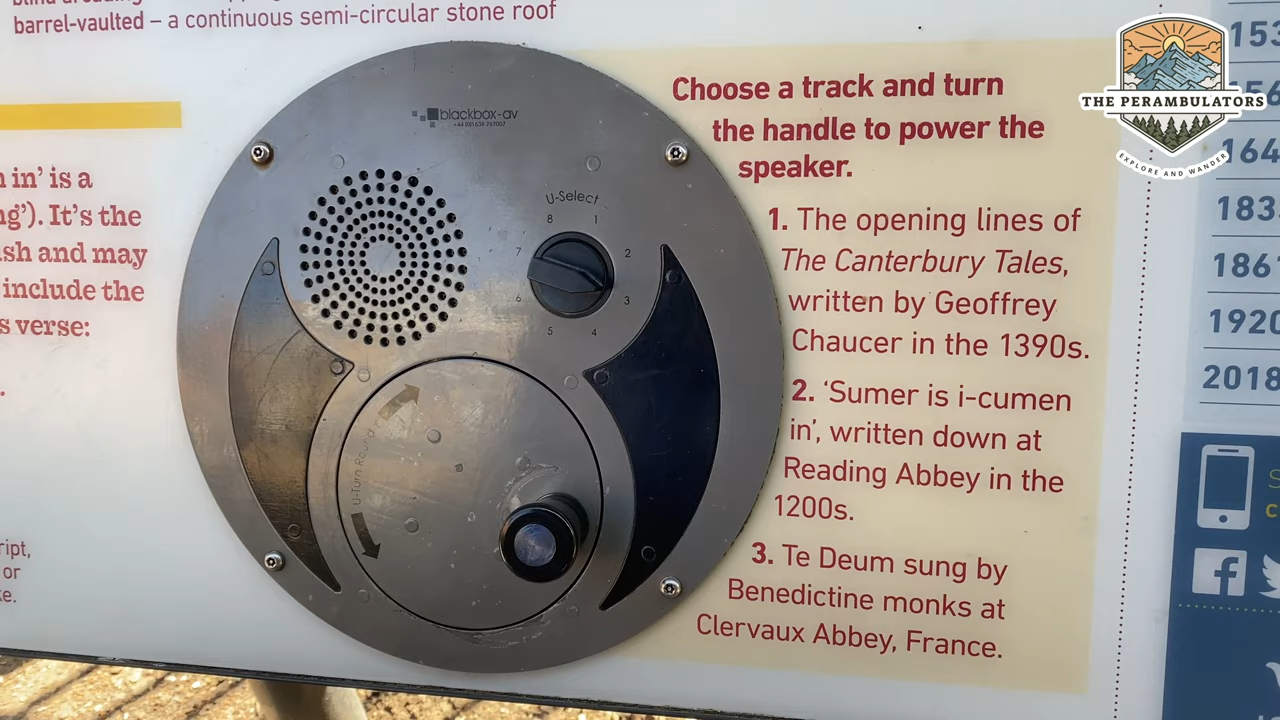 barrel-vaulted – a continuous semi-circular stone roof
in' is a
ng'). It's the
and may
include the
verse:
or
blackbox-av
+44 (0)1639 767007
U-Select
8 1
7 2
6 3
5 4
U-Turn Round
Choose a track and turn
the handle to power the
speaker.
1. The opening lines of
The Canterbury Tales,
written by Geoffrey
Chaucer in the 1390s.
2. ‘Sumer is i-cumen
in’, written down at
Reading Abbey in the
1200s.
3. Te Deum sung by
Benedictine monks at
Clervaux Abbey, France.
THE PERAMBULATORS
EXPLORE AND WANDER
153
164
183
186
1920
2018
f